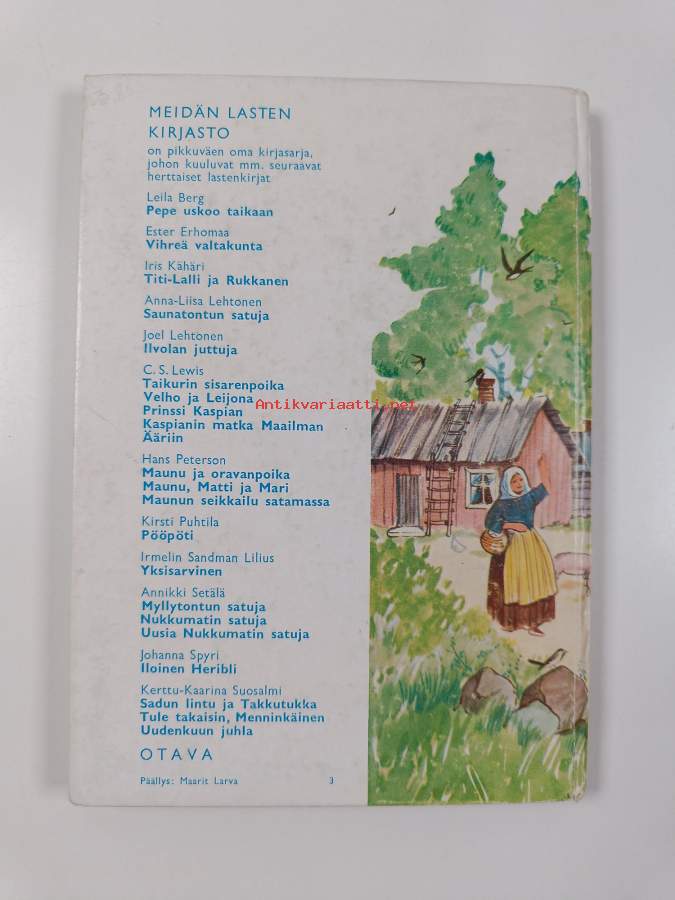 MEIDÄN LASTEN
KIRJASTO
on pikkuväen oma kirjasarja,
johon kuuluvat mm. seuraavat
herttaiset lastenkirjat
Leila Berg
Pepe uskoo taikaan
Ester Erhomaa
Vihreä valtakunta
Iris Kähäri
Titi-Lalli ja Rukkanen
Anna-Liisa Lehtonen
Saunatontun satuja
Joel Lehtonen
Ilvolan juttuja
C. S. Lewis
Taikurin sisarenpoika
Velho ja Leijona
Prinssi Kaspian
Kaspianin matka Maailman
Ääriin
Antikvariaatti.net
Hans Peterson
Maunu ja oravanpoika
Maunu, Matti ja Mari
Maunun seikkailu satamassa
Kirsti Puhtila
Pööpöti
Irmelin Sandman Lilius
Yksisarvinen
Annikki Setälä
Myllytontun satuja
Nukkumatin satuja
Uusia Nukkumatin satuja
Johanna Spyri
Iloinen Heribli
Kerttu-Kaarina Suosalmi
Sadun lintu ja Takkutukka
Tule takaisin, Menninkäinen
Uudenkuun juhla
OTAVA
Päällys: Maarit Larva 3